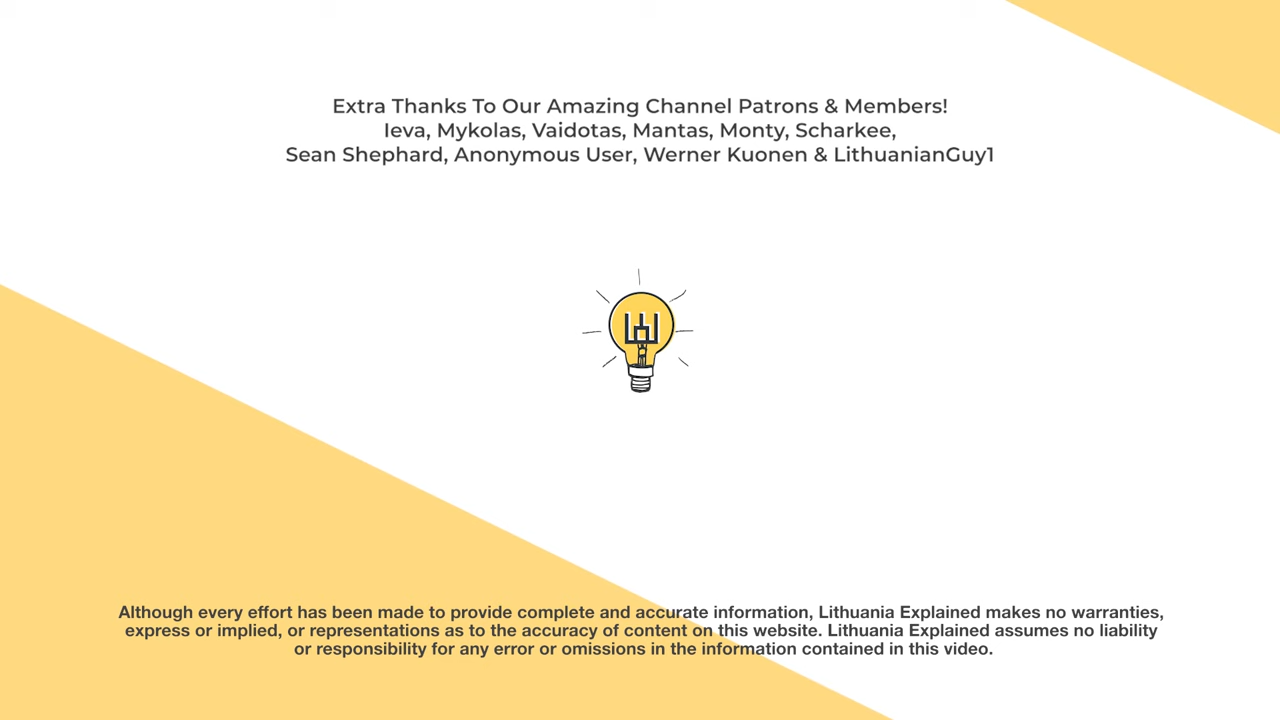 Extra Thanks To Our Amazing Channel Patrons & Members!
Ieva, Mykolas, Vaidotas, Mantas, Monty, Scharkee,
Sean Shephard, Anonymous User, Werner Kuonen & LithuanianGuy1
Although every effort has been made to provide complete and accurate information, Lithuania Explained makes no warranties,
express or implied, or representations as to the accuracy of content on this website. Lithuania Explained assumes no liability
or responsibility for any error or omissions in the information contained in this video.